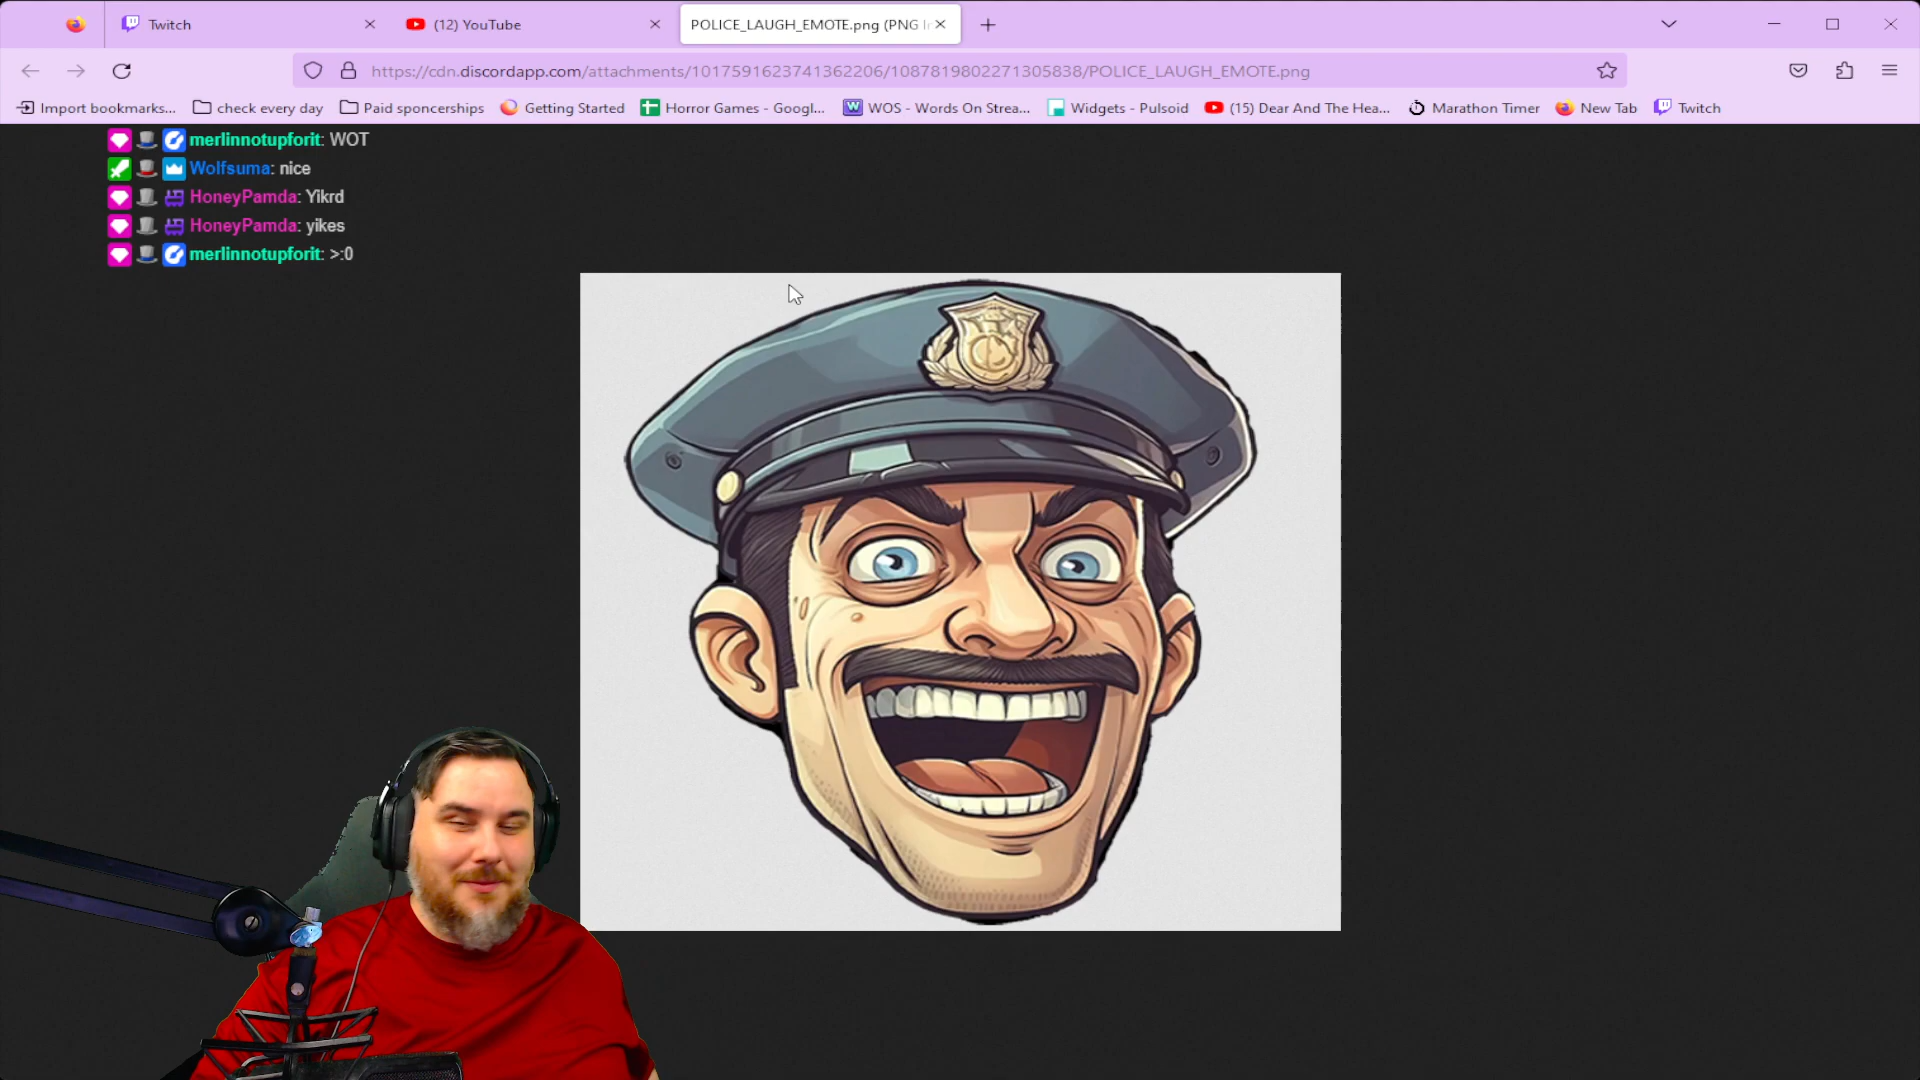 Twitch
(12) YouTube
POLICE_LAUGH_EMOTE.png (PNG I
https://cdn.discordapp.com/attachments/1017591623741362206/1087819802271305838/POLICE_LAUGH_EMOTE.png
Import bookmarks...
check every day
Paid sponcerships
Getting Started
Horror Games - Googl...
WOS - Words On Strea...
Widgets - Pulsoid
(15) Dear And The Hea...
Marathon Timer
New Tab
Twitch
merlinnotupforit: WOT
Wolfsuma: nice
HoneyPamda: Yikrd
HoneyPamda: yikes
merlinnotupforit: >:0